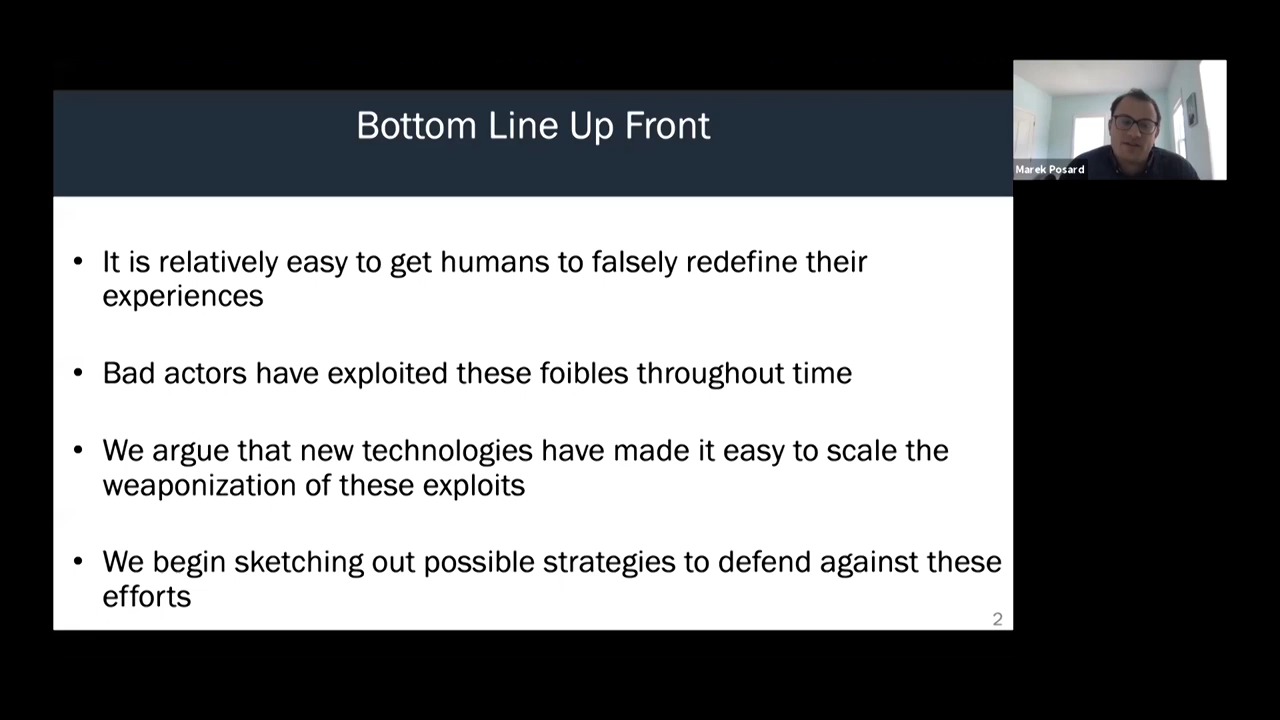 Bottom Line Up Front
Marek Posard
• It is relatively easy to get humans to falsely redefine their
experiences
• Bad actors have exploited these foibles throughout time
• We argue that new technologies have made it easy to scale the
weaponization of these exploits
• We begin sketching out possible strategies to defend against these
efforts
2